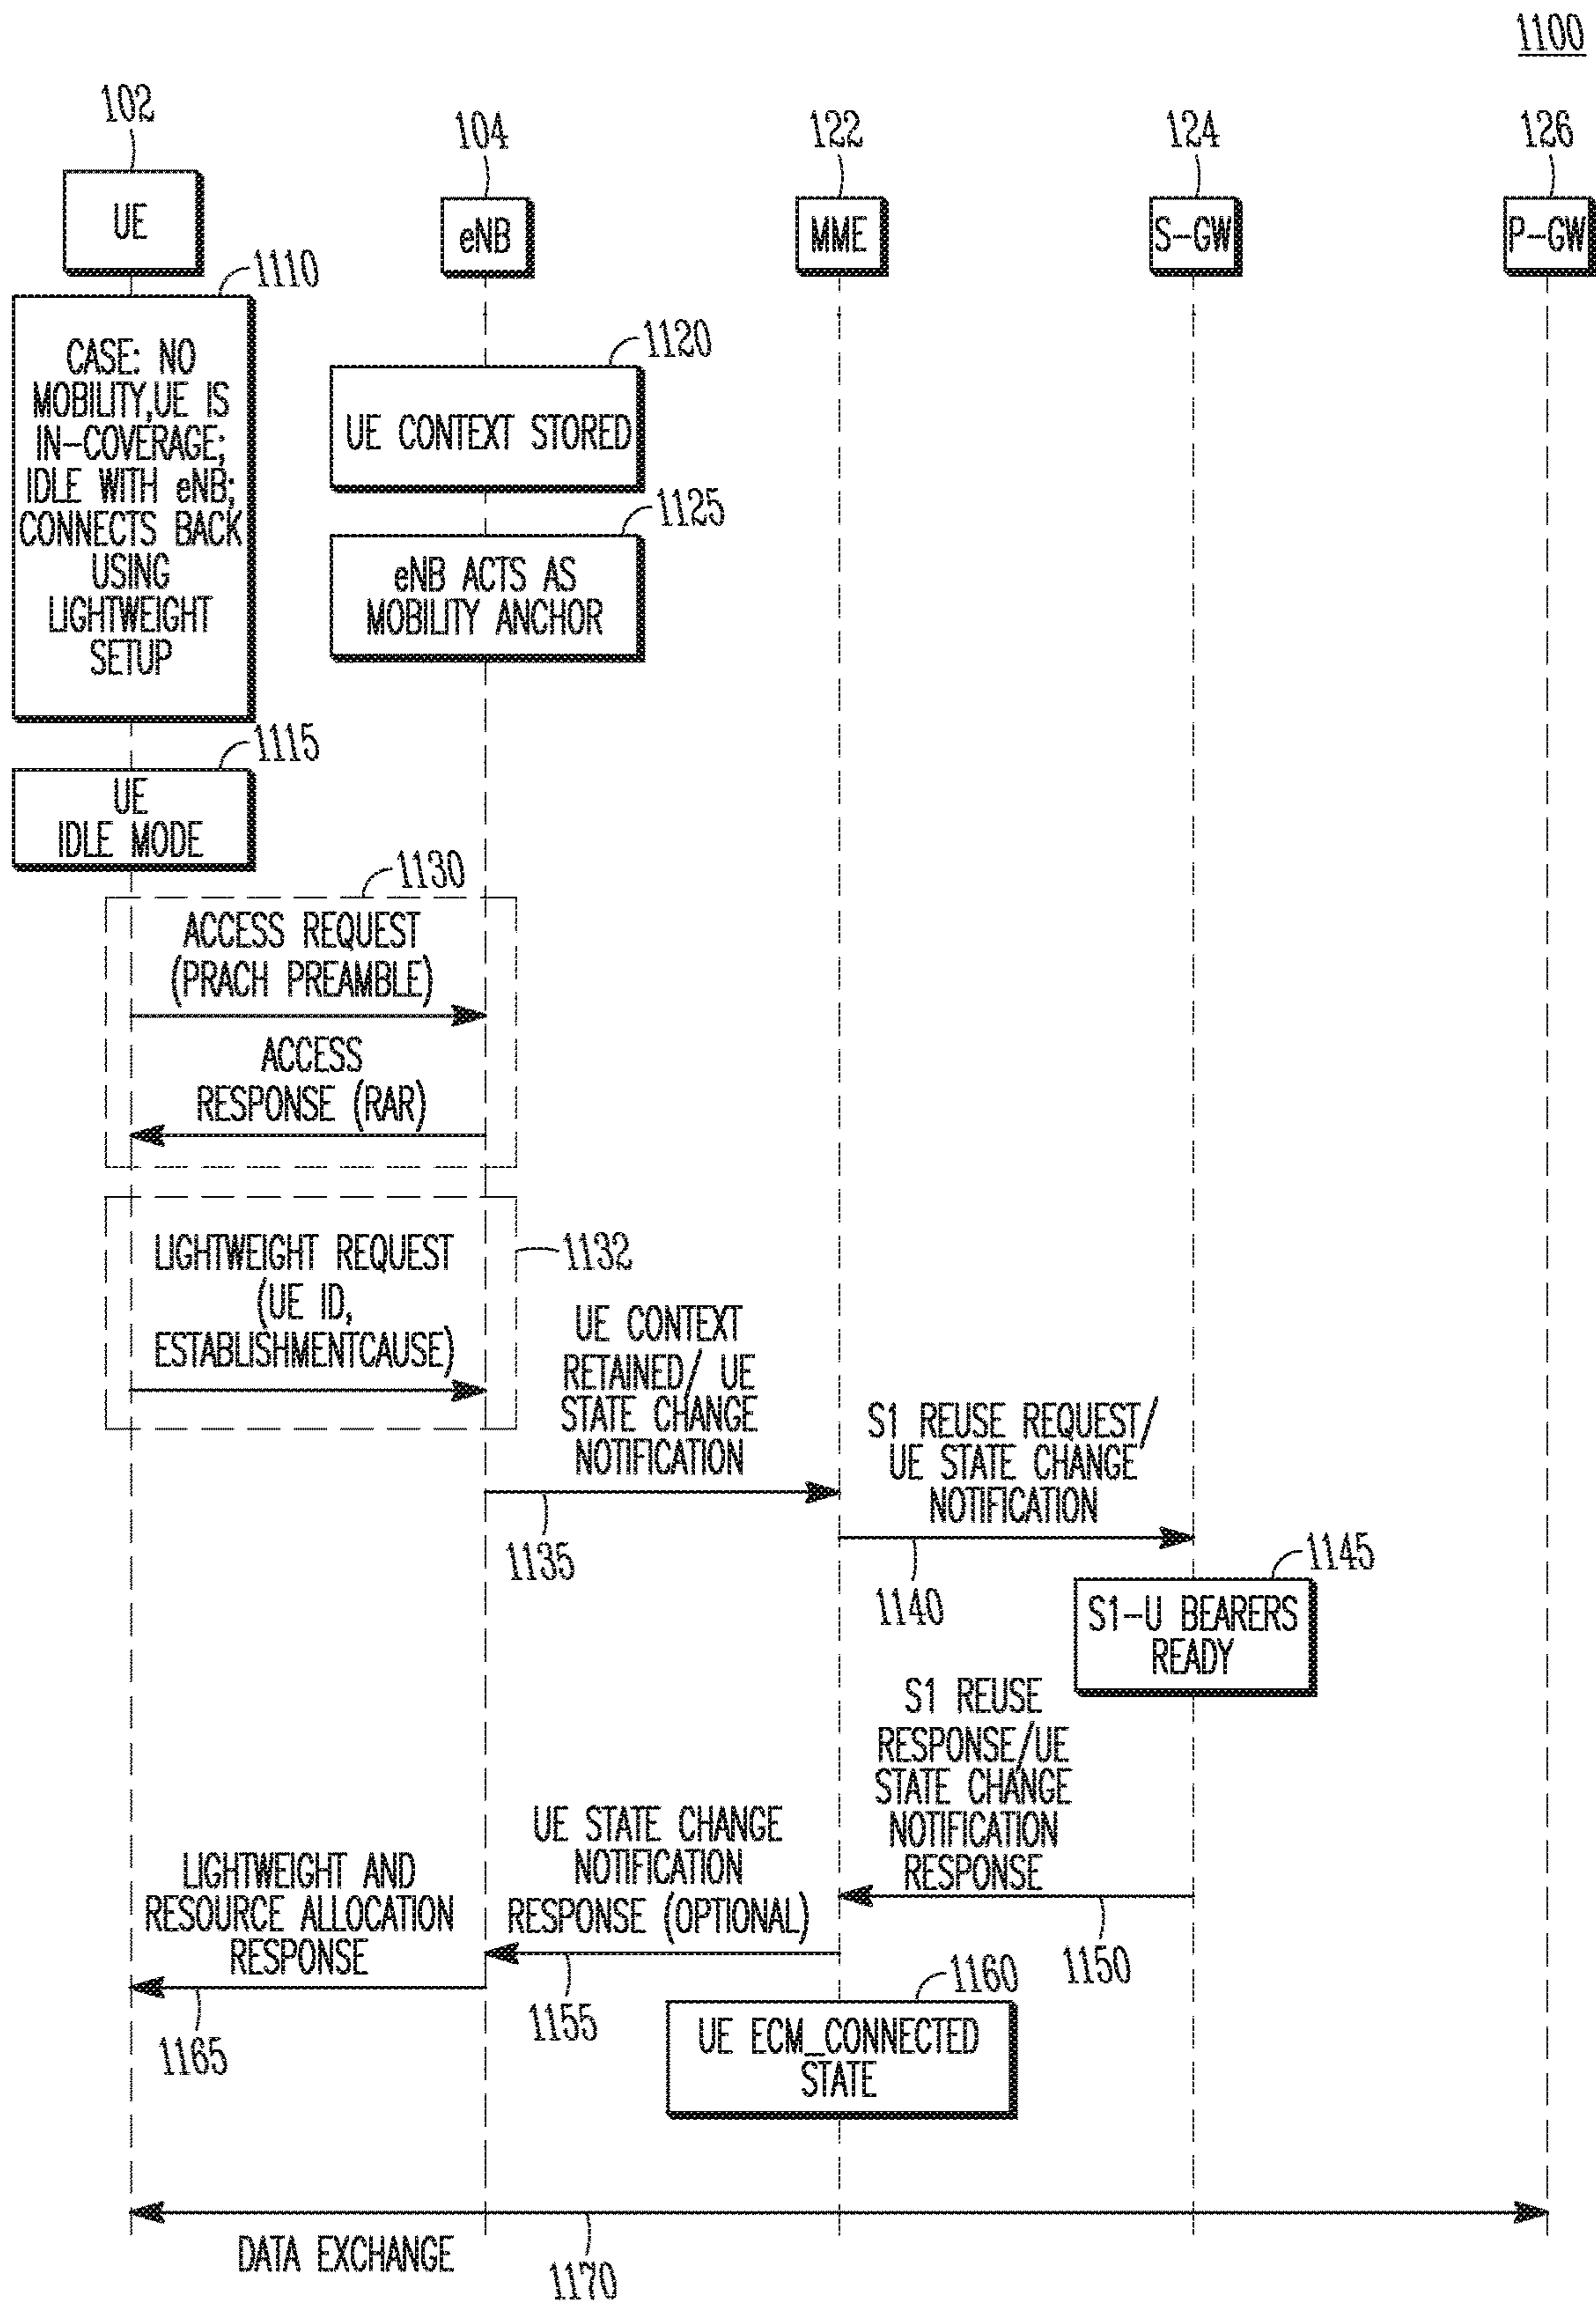 1100
102
104
122
124
126
UE
eNB
MME
S-GW
P-GW
1110
CASE: NO
MOBILITY,UE IS
IN-COVERAGE;
IDLE WITH eNB;
CONNECTS BACK
USING
LIGHTWEIGHT
SETUP
1120
UE CONTEXT STORED
1125
eNB ACTS AS
MOBILITY ANCHOR
1115
UE
IDLE MODE
1130
ACCESS REQUEST
(PRACH PREAMBLE)
ACCESS
RESPONSE (RAR)
1132
LIGHTWEIGHT REQUEST
(UE ID,
ESTABLISHMENTCAUSE)
UE CONTEXT
RETAINED/ UE
STATE CHANGE
NOTIFICATION
1135
S1 REUSE REQUEST/
UE STATE CHANGE
NOTIFICATION
1140
1145
S1-U BEARERS
READY
S1 REUSE
RESPONSE/UE
STATE CHANGE
NOTIFICATION
RESPONSE
1150
UE STATE CHANGE
NOTIFICATION
RESPONSE (OPTIONAL)
1155
LIGHTWEIGHT AND
RESOURCE ALLOCATION
RESPONSE
1165
1160
UE ECM_CONNECTED
STATE
DATA EXCHANGE
1170